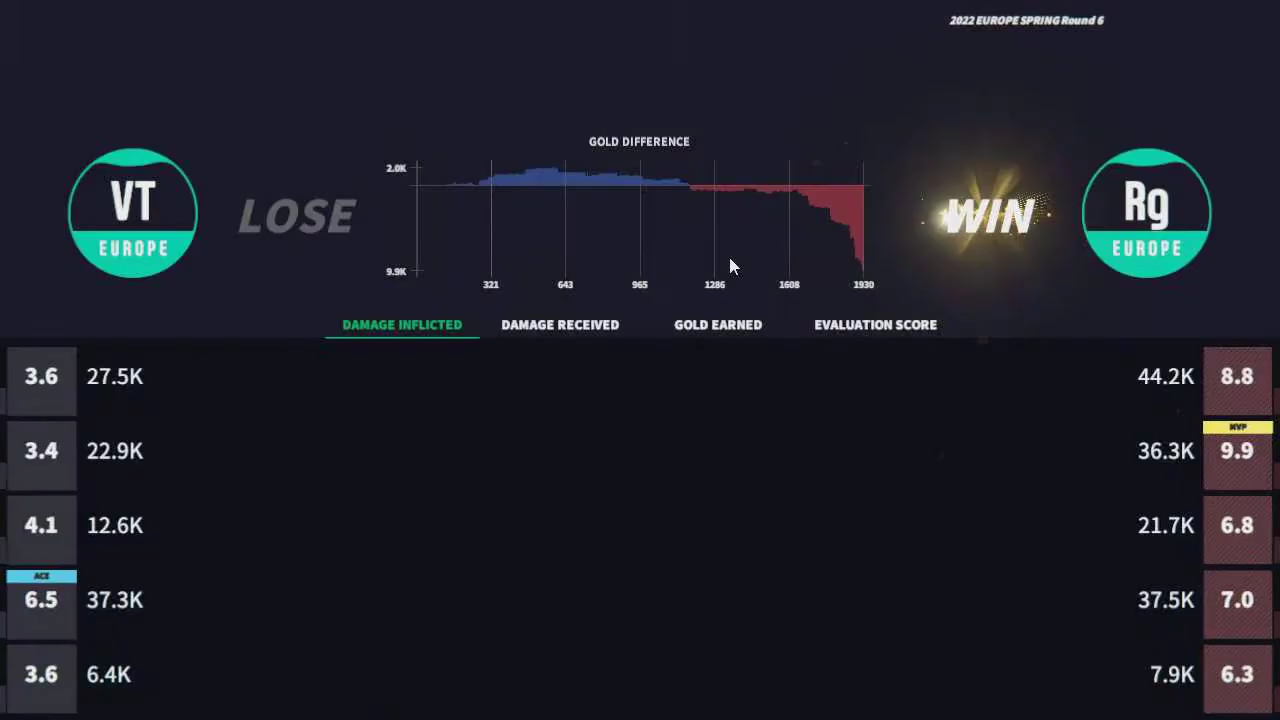 2022 EUROPE SPRING Round 6
GOLD DIFFERENCE
2.0K
9.9K
321 643 965 1286 1608 1930
VT
EUROPE
LOSE
WIN
Rg
EUROPE
DAMAGE INFLICTED DAMAGE RECEIVED GOLD EARNED EVALUATION SCORE
3.6 27.5K 44.2K 8.8
MVP
3.4 22.9K 36.3K 9.9
4.1 12.6K 21.7K 6.8
ACE
6.5 37.3K 37.5K 7.0
3.6 6.4K 7.9K 6.3